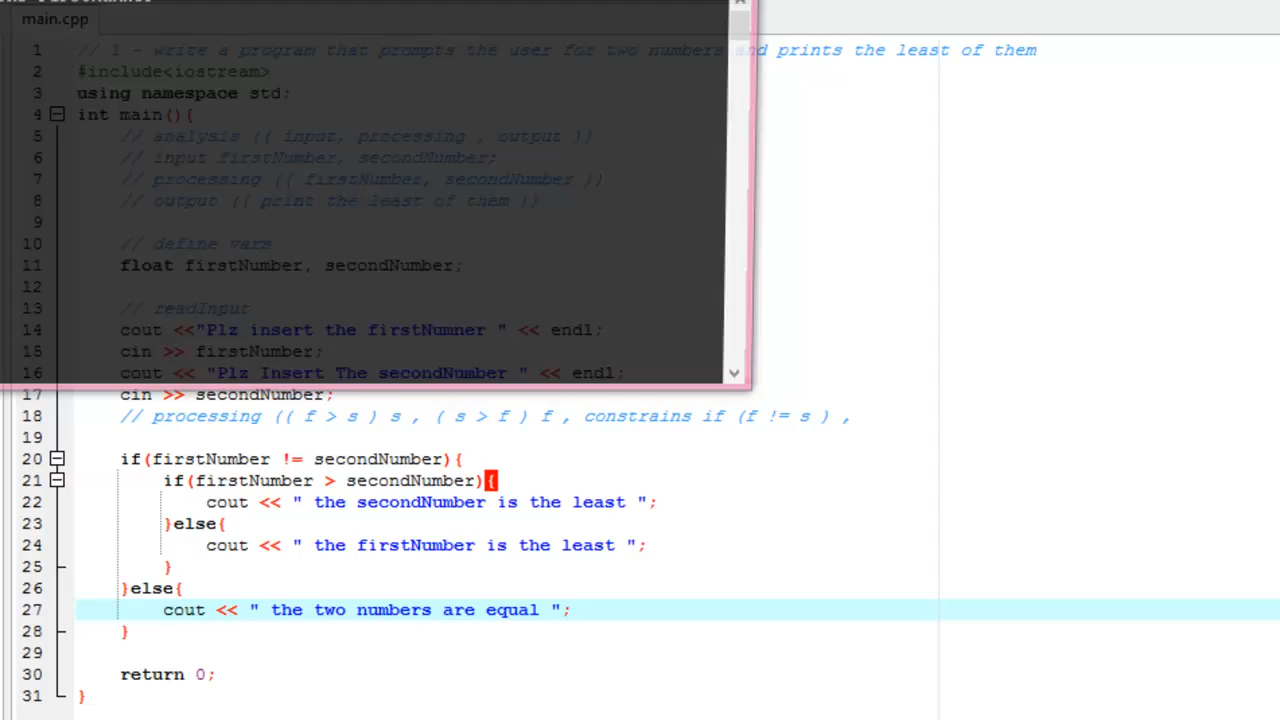 main.cpp
1 // 1 - write a program that prompts the user for two numbers and prints the least of them
2 #include<iostream>
3 using namespace std;
4 int main(){
5 // analysis (( input, processing , output ))
6 // input firstNumber, secondNumber;
7 // processing (( firstNumber, secondNumber ))
8 // output (( print the least of them ))
9
10 // define vars
11 float firstNumber, secondNumber;
12
13 // readInput
14 cout <<"Plz insert the firstNumner " << endl;
15 cin >> firstNumber;
16 cout << "Plz Insert The secondNumber " << endl;
17 cin >> secondNumber;
18 // processing (( f > s ) s , ( s > f ) f , constrains if (f != s ) ,
19
20 if(firstNumber != secondNumber){
21 if(firstNumber > secondNumber){
22 cout << " the secondNumber is the least ";
23 }else{
24 cout << " the firstNumber is the least ";
25 }
26 }else{
27 cout << " the two numbers are equal ";
28 }
29
30 return 0;
31 }